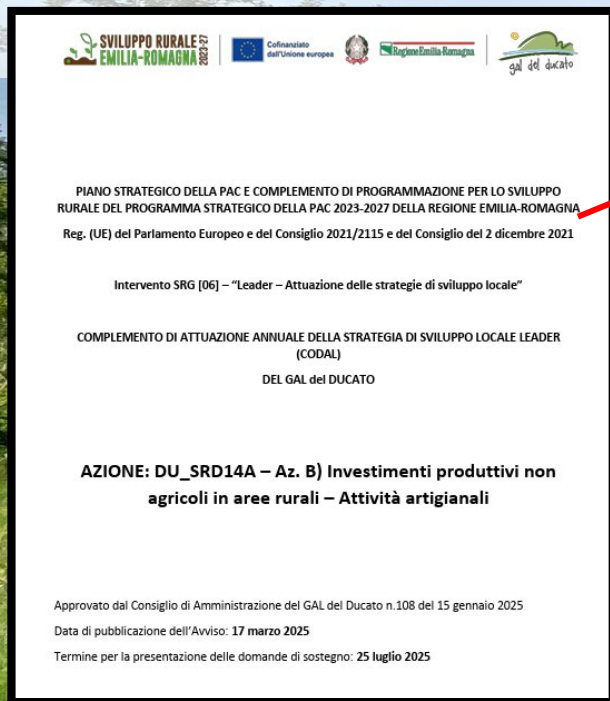 SVILUPPO RURALE
EMILIA-ROMAGNA
2023-27
Cofinanziato
dall'Unione europea
Regione Emilia-Romagna
gal del ducato
PIANO STRATEGICO DELLA PAC E COMPLEMENTO DI PROGRAMMAZIONE PER LO SVILUPPO
RURALE DEL PROGRAMMA STRATEGICO DELLA PAC 2023-2027 DELLA REGIONE EMILIA-ROMAGNA
Reg. (UE) del Parlamento Europeo e del Consiglio 2021/2115 e del Consiglio del 2 dicembre 2021
Intervento SRG [06] – "Leader – Attuazione delle strategie di sviluppo locale"
COMPLEMENTO DI ATTUAZIONE ANNUALE DELLA STRATEGIA DI SVILUPPO LOCALE LEADER
(CODAL)
DEL GAL del DUCATO
AZIONE: DU_SRD14A – Az. B) Investimenti produttivi non
agricoli in aree rurali – Attività artigianali
Approvato dal Consiglio di Amministrazione del GAL del Ducato n.108 del 15 gennaio 2025
Data di pubblicazione dell'Avviso: 17 marzo 2025
Termine per la presentazione delle domande di sostegno: 25 luglio 2025